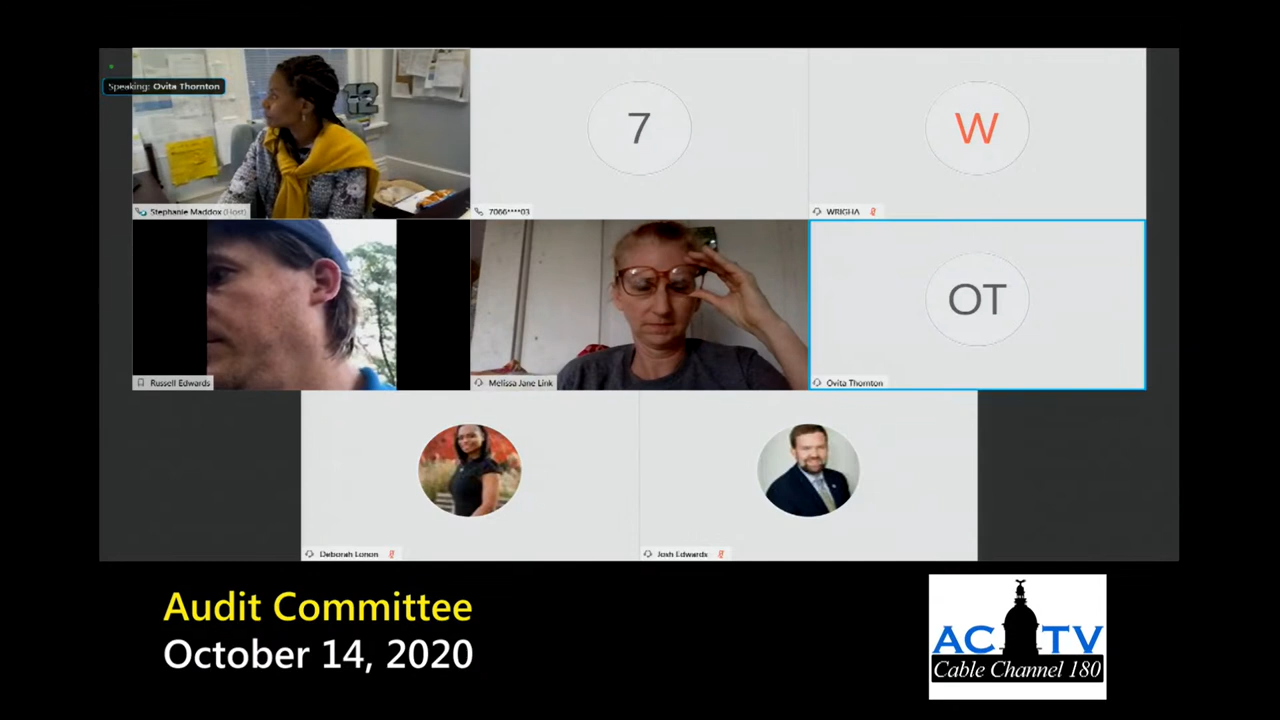 Speaking: Ovita Thornton
12
Stephanie Maddox (Host)
7
7066****03
W
WRIGHA
Russell Edwards
Melissa Jane Link
OT
Ovita Thornton
Deborah Lonon
Josh Edwards
Audit Committee
October 14, 2020
AC TV
Cable Channel 180